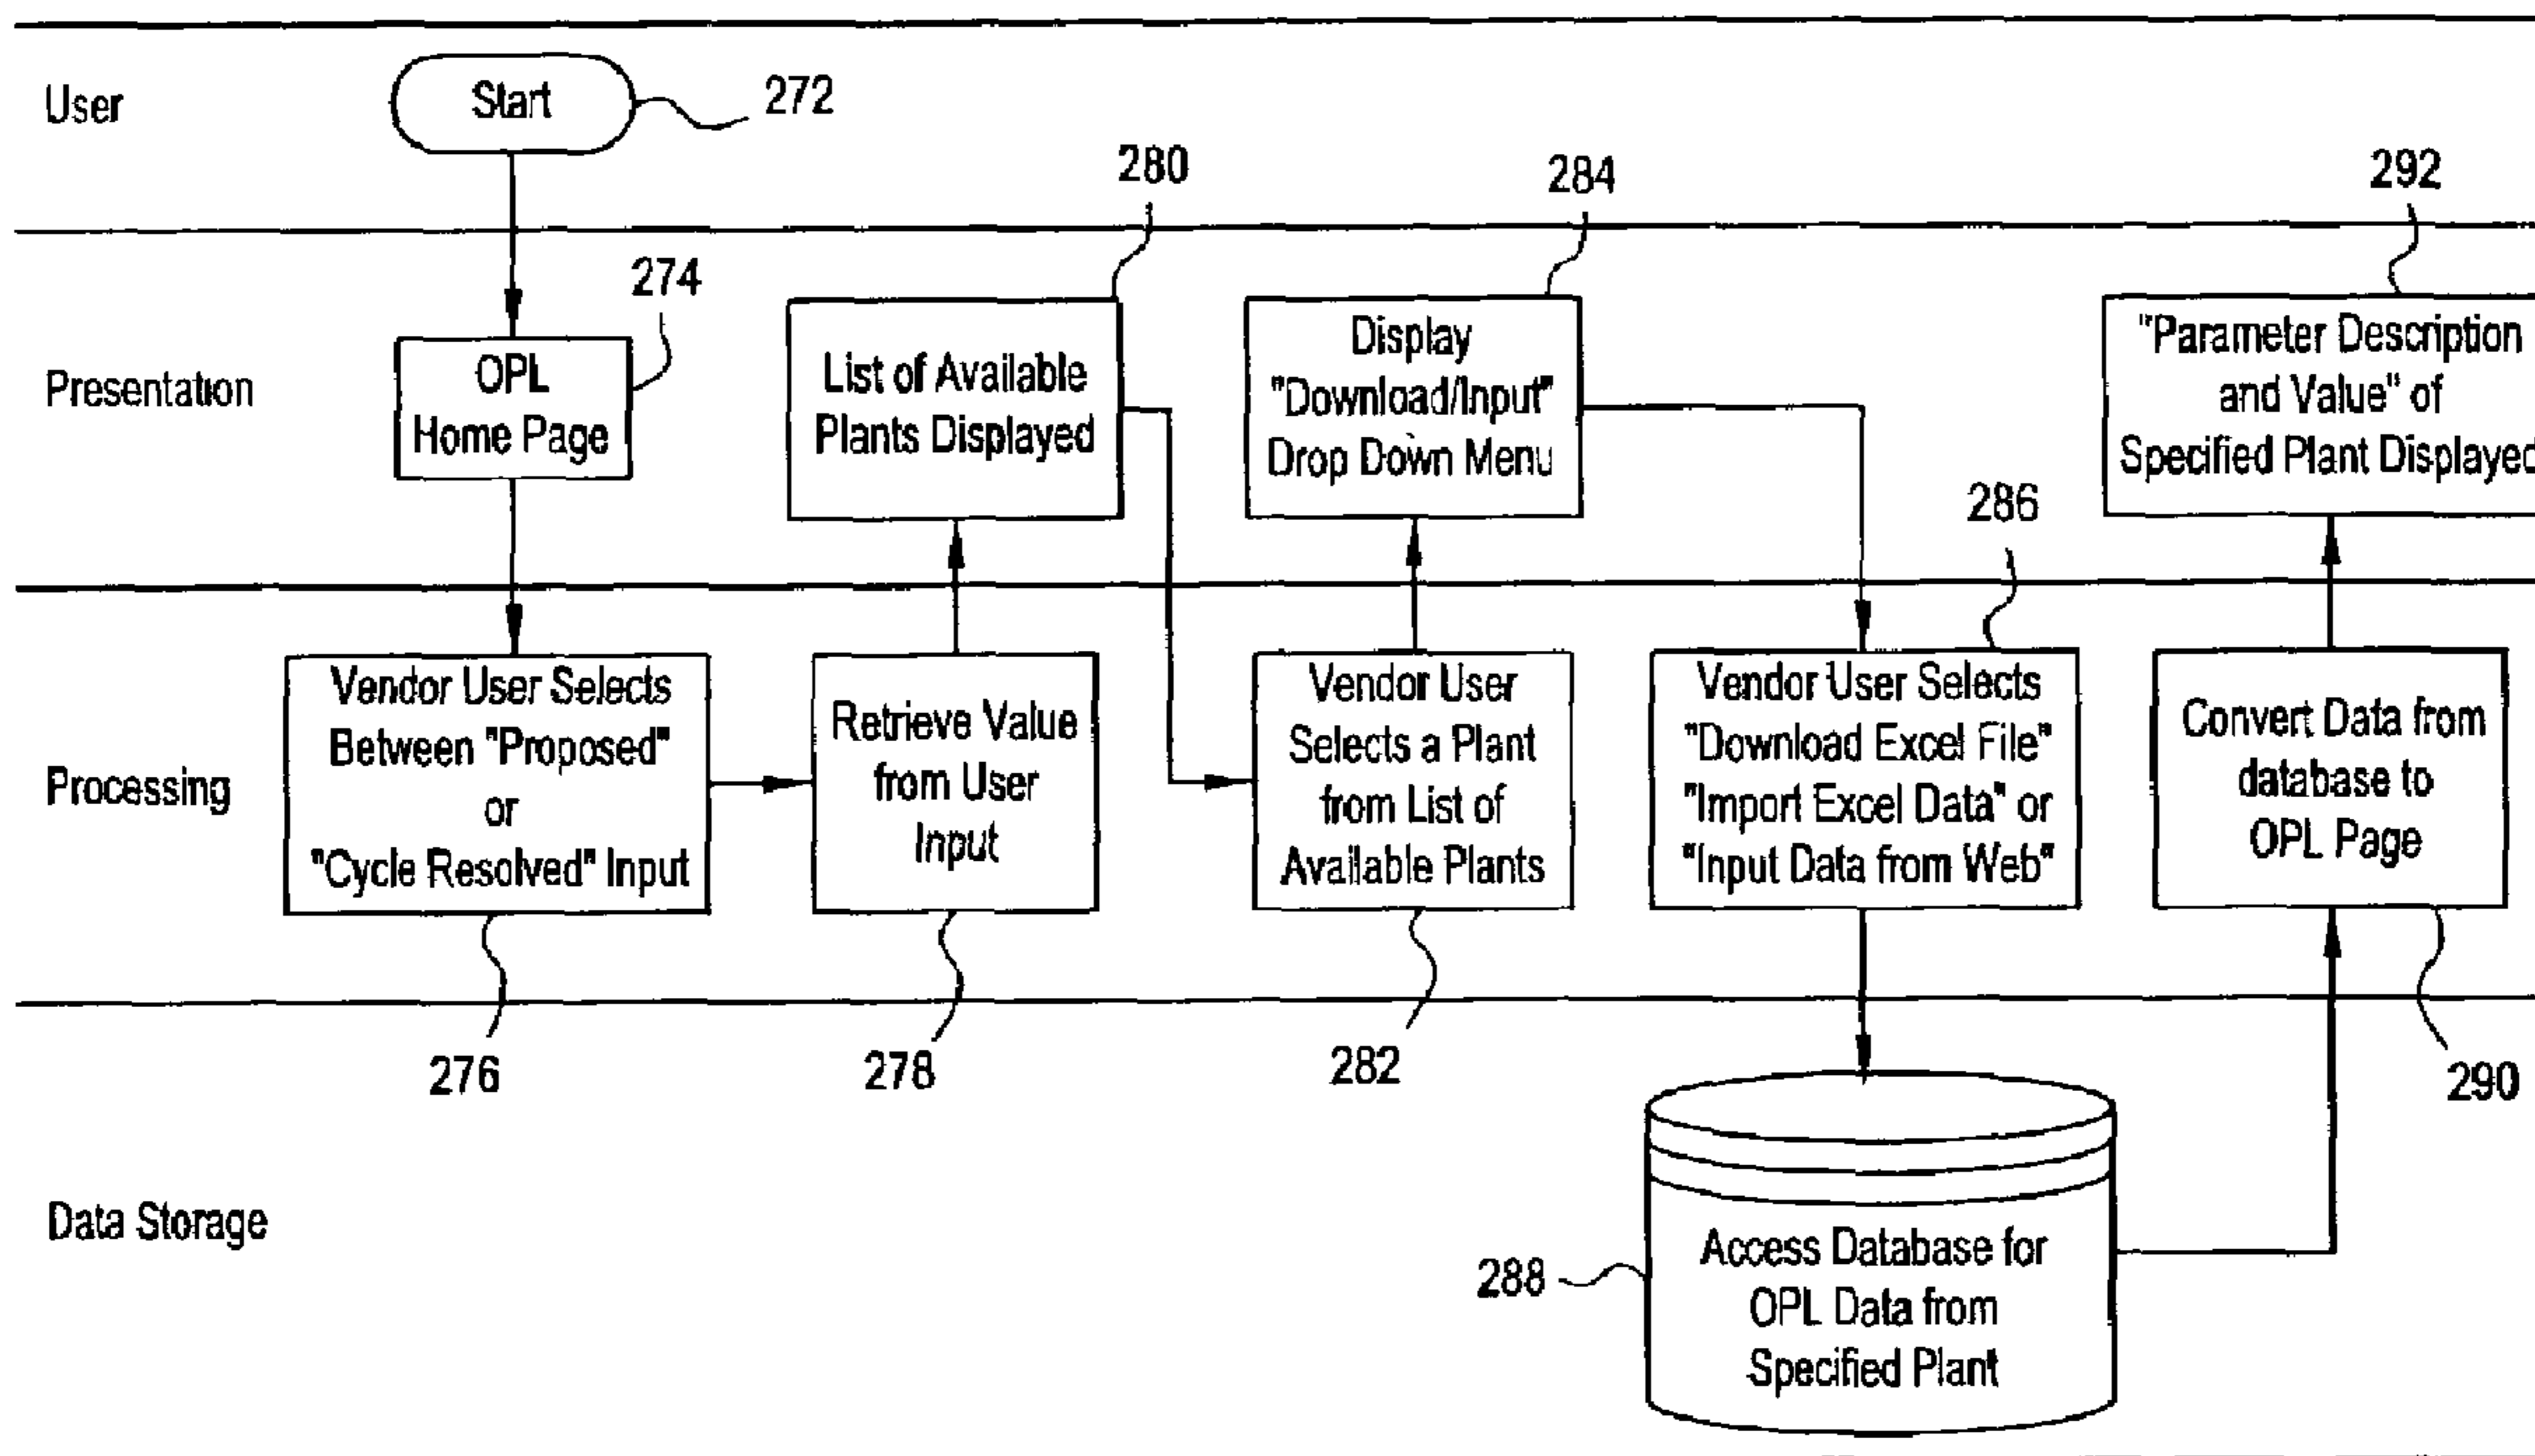 User
Start
272
280
284
292
Presentation
274
OPL
Home Page
List of Available
Plants Displayed
Display
"Download/Input"
Drop Down Menu
286
"Parameter Description
and Value" of
Specified Plant Displayed
Processing
Vendor User Selects
Between "Proposed"
or
"Cycle Resolved" Input
Retrieve Value
from User
Input
Vendor User
Selects a Plant
from List of
Available Plants
Vendor User Selects
"Download Excel File"
"Import Excel Data" or
"Input Data from Web"
Convert Data from
database to
OPL Page
276
278
282
290
Data Storage
288
Access Database for
OPL Data from
Specified Plant